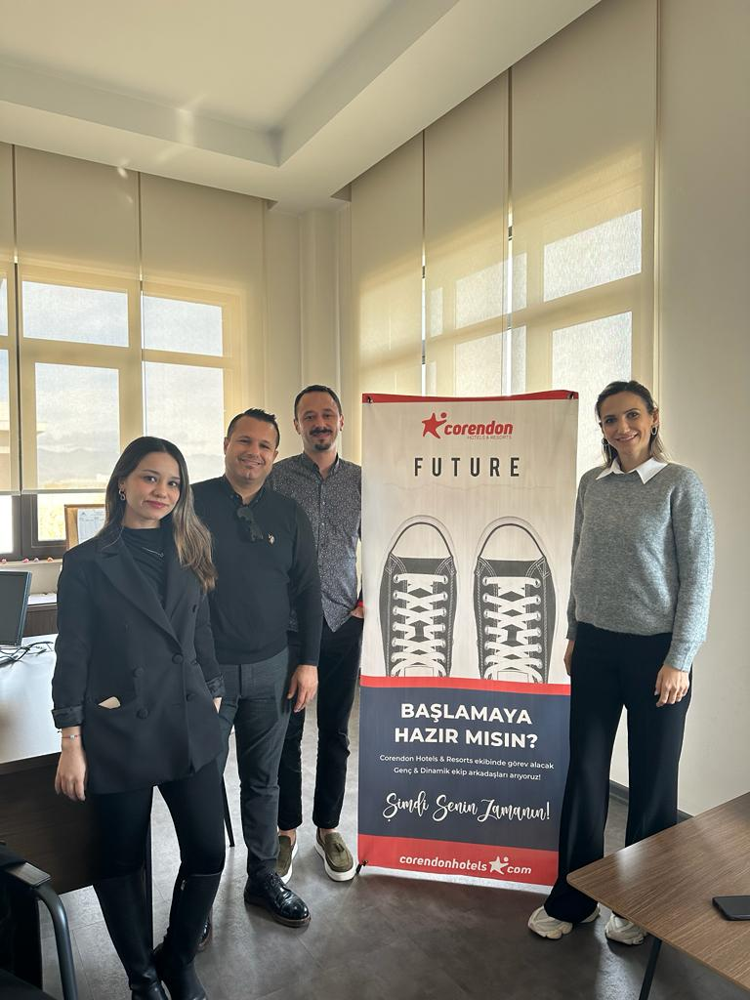 corendon
HOTELS & RESORTS
FUTURE
BAŞLAMAYA
HAZIR MISIN?
Corendon Hotels & Resorts ekibinde görev alacak
Genç & Dinamik ekip arkadaşları arıyoruz!
Şimdi Senin Zamanın!
corendonhotels.com